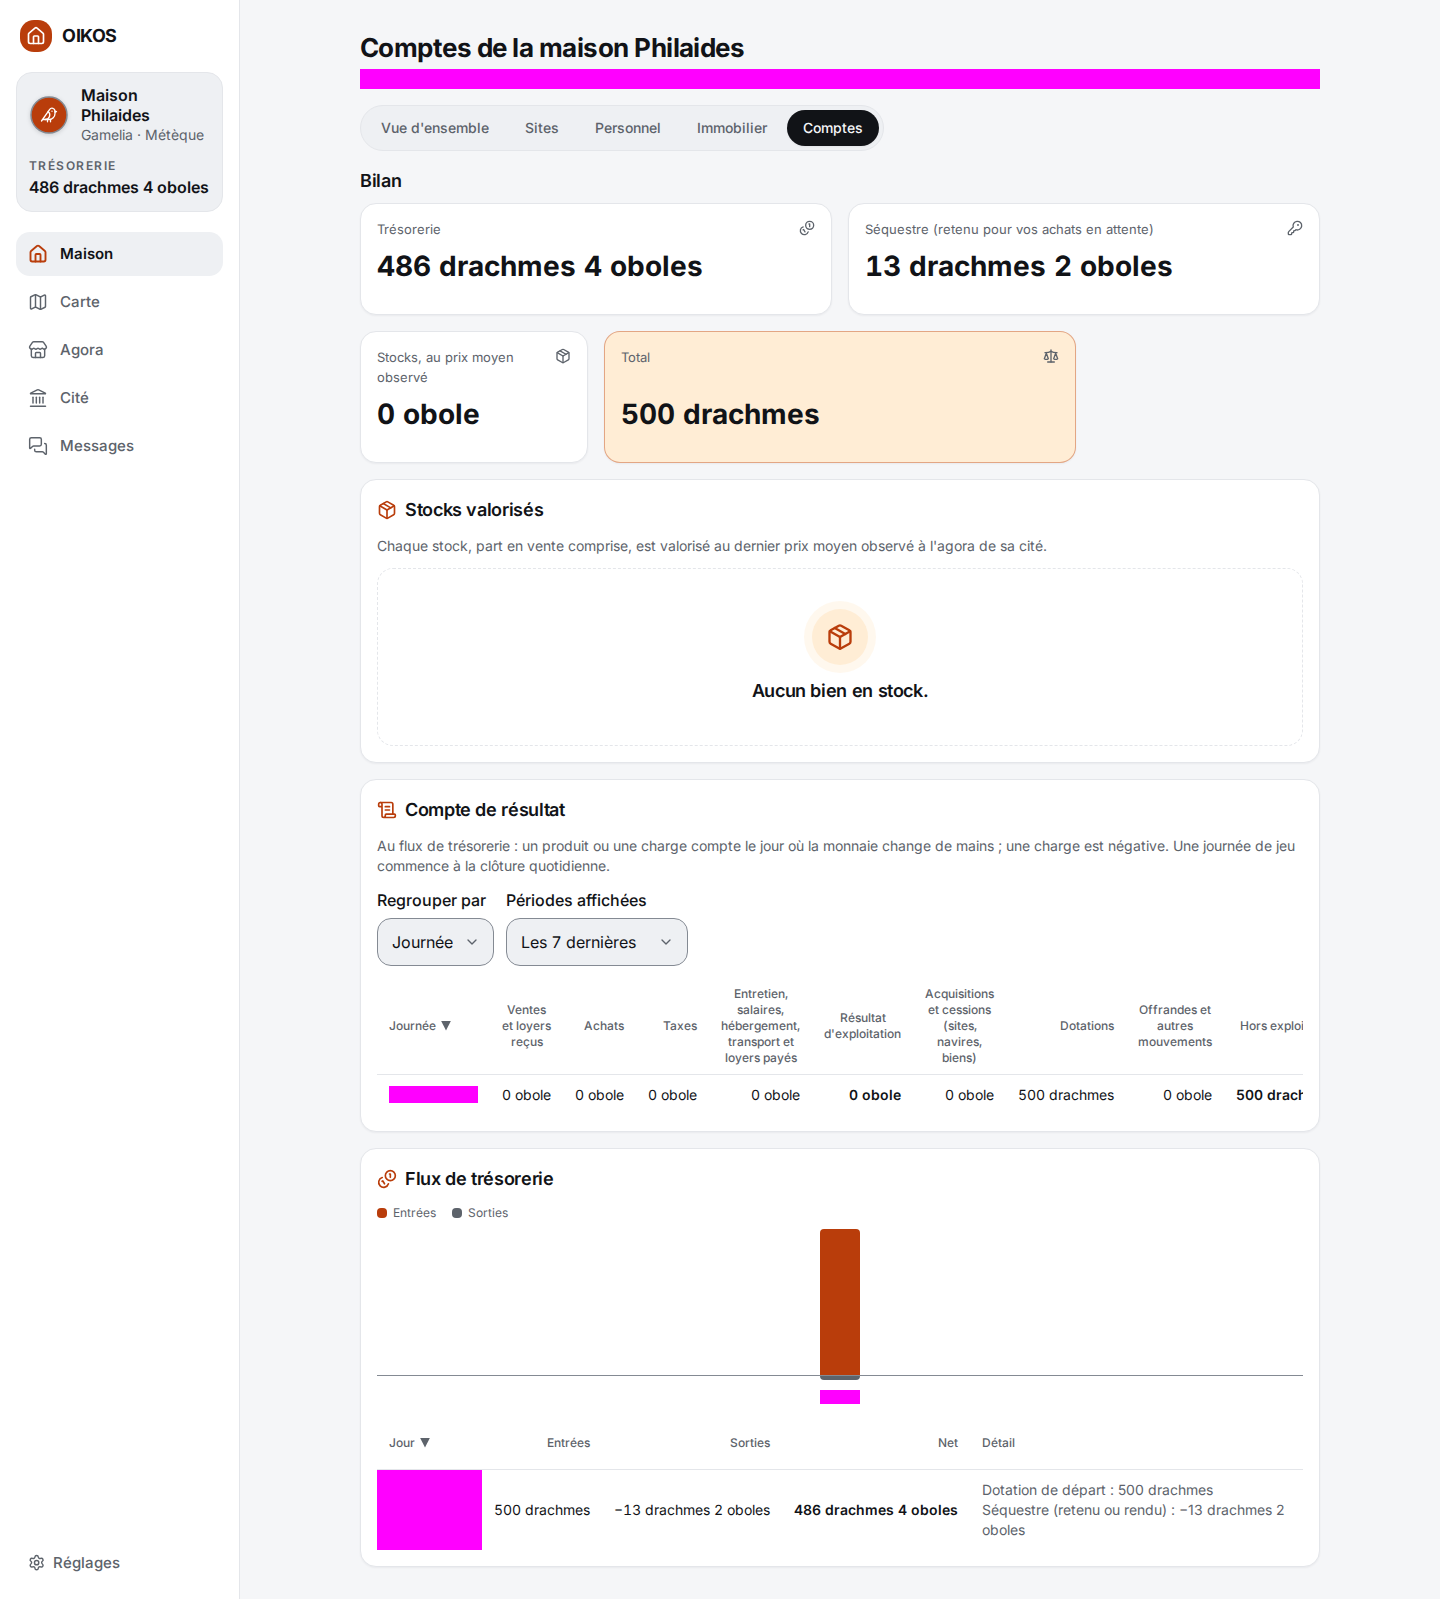 OIKOS
Maison
Philaides
Gamelia · Métèque
TRÉSORERIE
486 drachmes 4 oboles
Maison
Carte
Agora
Cité
Messages
Réglages
Comptes de la maison Philaides
Vue d'ensemble
Sites
Personnel
Immobilier
Comptes
Bilan
Trésorerie
486 drachmes 4 oboles
Séquestre (retenu pour vos achats en attente)
13 drachmes 2 oboles
Stocks, au prix moyen
observé
0 obole
Total
500 drachmes
Stocks valorisés
Chaque stock, part en vente comprise, est valorisé au dernier prix moyen observé à l'agora de sa cité.
Aucun bien en stock.
Compte de résultat
Au flux de trésorerie : un produit ou une charge compte le jour où la monnaie change de mains ; une charge est négative. Une journée de jeu
commence à la clôture quotidienne.
Regrouper par
Périodes affichées
Journée
Les 7 dernières
Journée ▼
Ventes
et loyers
reçus
Achats
Taxes
Entretien,
salaires,
hébergement,
transport et
loyers payés
Résultat
d'exploitation
Acquisitions
et cessions
(sites,
navires,
biens)
Dotations
Offrandes et
autres
mouvements
Hors exploi
0 obole
0 obole
0 obole
0 obole
0 obole
0 obole
500 drachmes
0 obole
500 drach
Flux de trésorerie
Entrées
Sorties
Jour ▼
Entrées
Sorties
Net
Détail
500 drachmes
−13 drachmes 2 oboles
486 drachmes 4 oboles
Dotation de départ : 500 drachmes
Séquestre (retenu ou rendu) : −13 drachmes 2
oboles